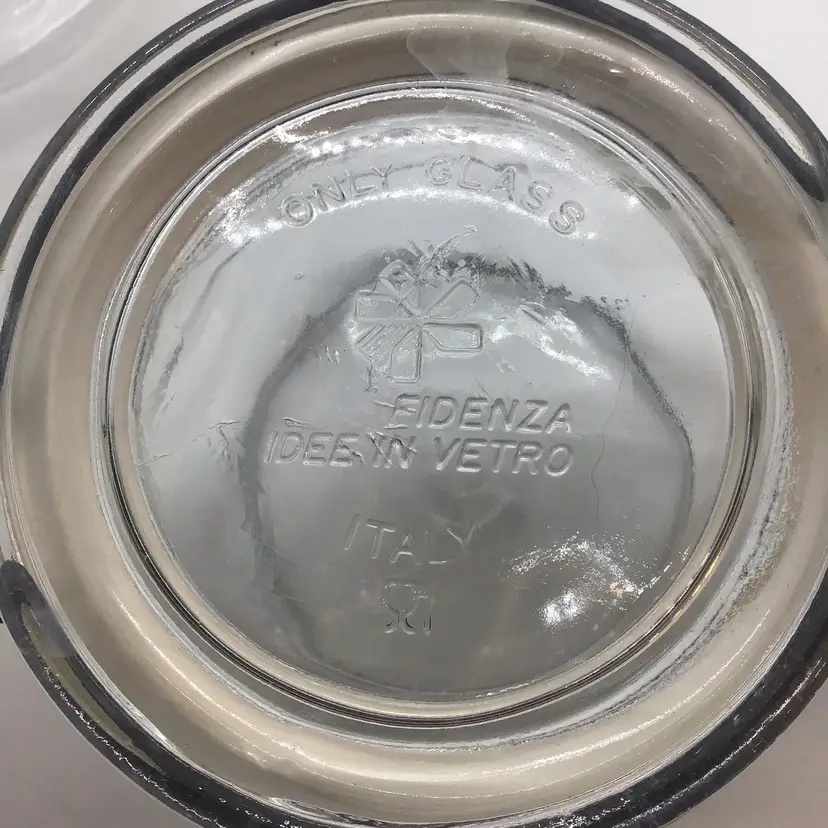 ONLY GLASS
FIDENZA
IDEE IN VETRO
ITALY